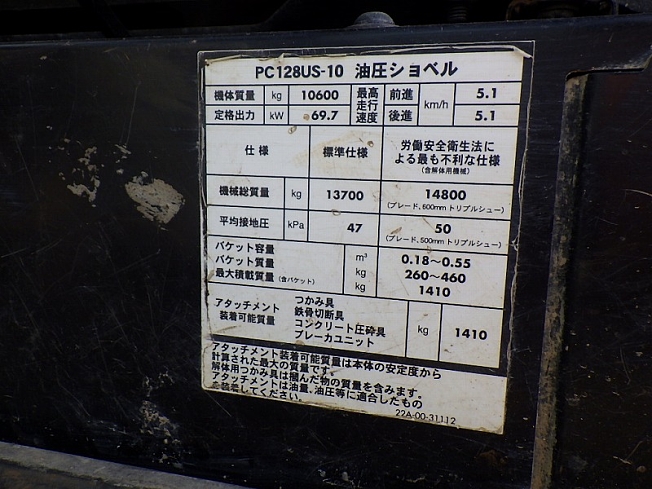 PC128US-10 油圧ショベル
機体質量 kg 10600 最高走行速度 前進 km/h 5.1
定格出力 kW 69.7 後進 5.1
仕様 標準仕様 労働安全衛生法による最も不利な仕様
(含解体用機械)
機械総質量 kg 13700 14800
(ブレード, 600mm トリプルシュー)
平均接地圧 kPa 47 50
(ブレード, 500mm トリプルシュー)
バケット容量 m³ 0.18〜0.55
バケット質量 kg 260〜460
最大積載質量 (含バケット) kg 1410
アタッチメント装着可能質量 つかみ具 kg 1410
鉄骨切断具
コンクリート圧砕具
ブレーカユニット
アタッチメント装着可能質量は本体の安定度から
計算された最大の質量です。
解体用つかみ具は掴んだ物の質量を含みます。
アタッチメントは油量、油圧等に適合したもの
を装着してください。
22A-00-31112